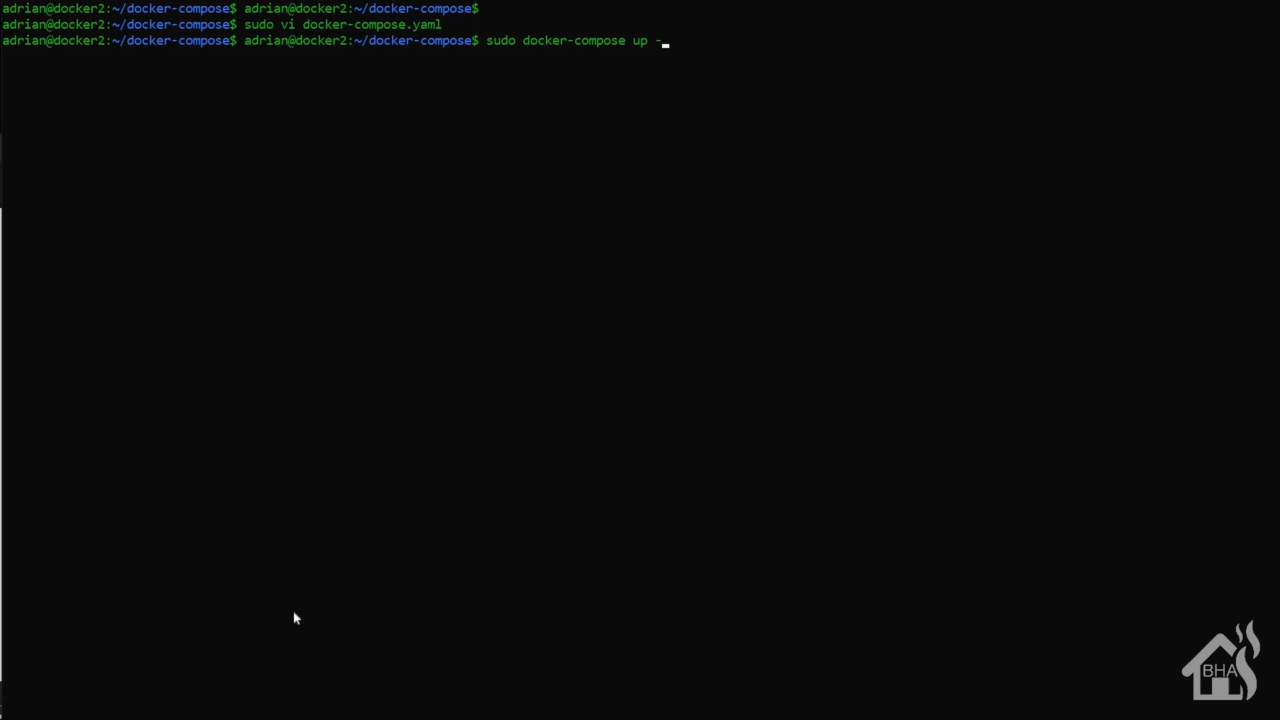 adrian@docker2:~/docker-compose$ adrian@docker2:~/docker-compose$
adrian@docker2:~/docker-compose$ sudo vi docker-compose.yaml
adrian@docker2:~/docker-compose$ adrian@docker2:~/docker-compose$ sudo docker-compose up -
BHA